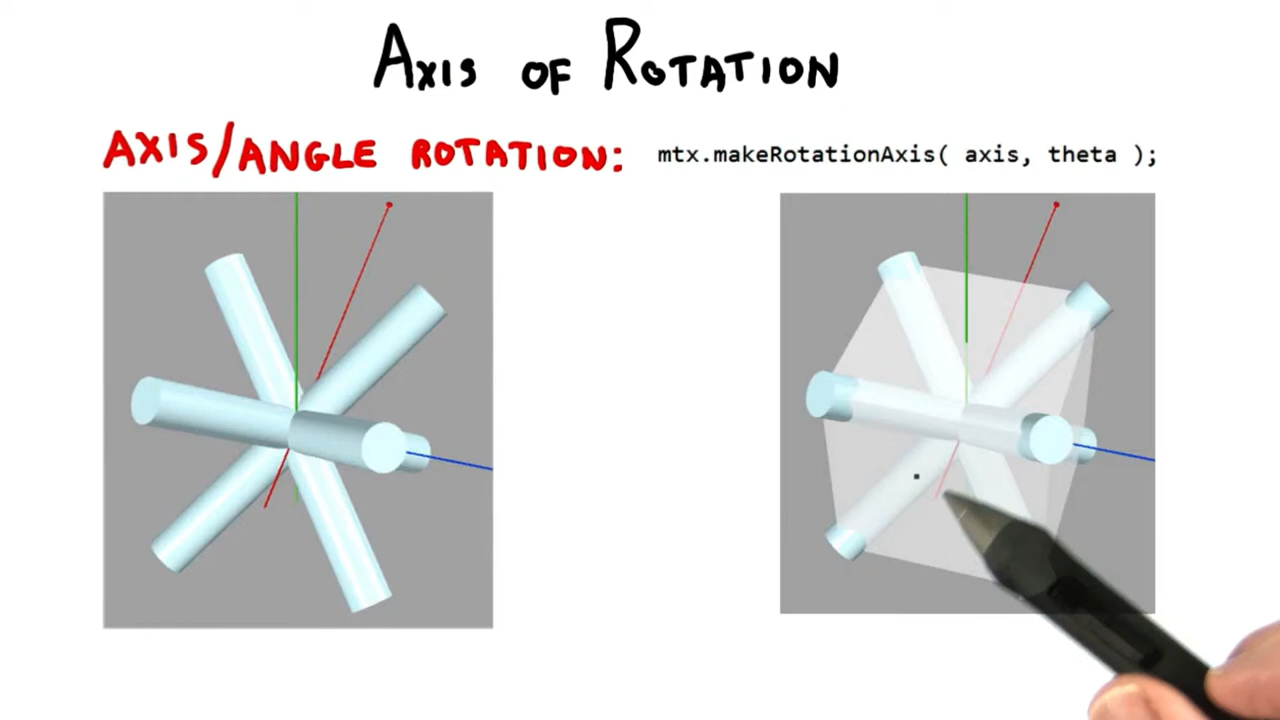 AXIS OF ROTATION
AXIS/ANGLE ROTATION: mtx.makeRotationAxis( axis, theta );